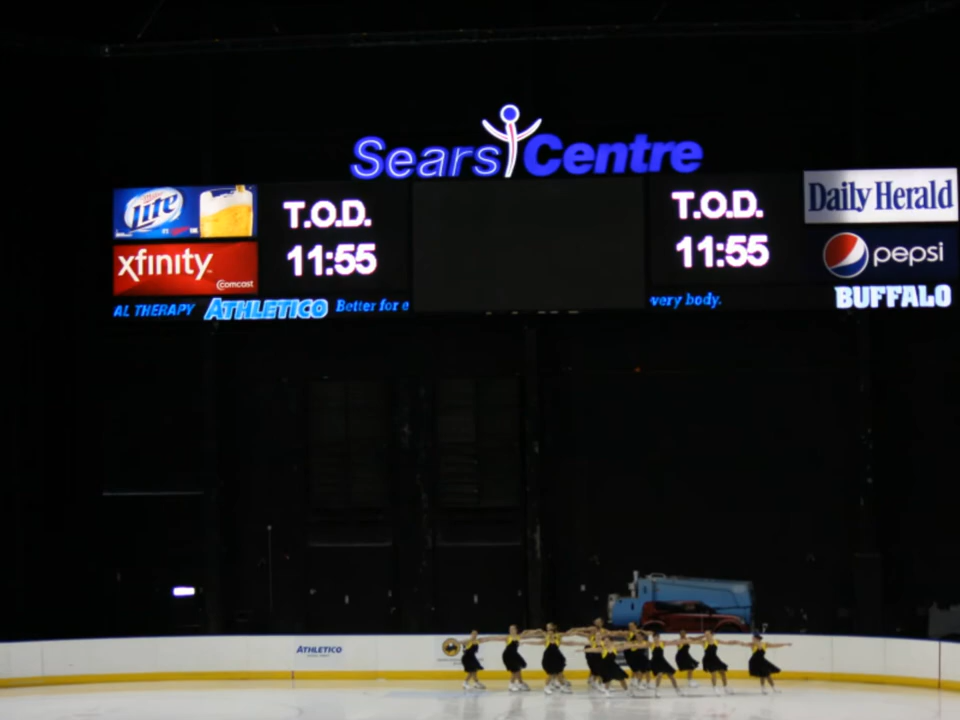 Sears Centre
Miller Lite
T.O.D.
11:55
T.O.D.
11:55
Daily Herald
xfinity
comcast
pepsi
AL THERAPY ATHLETICO Better for e
very body.
BUFFALO
ATHLETICO